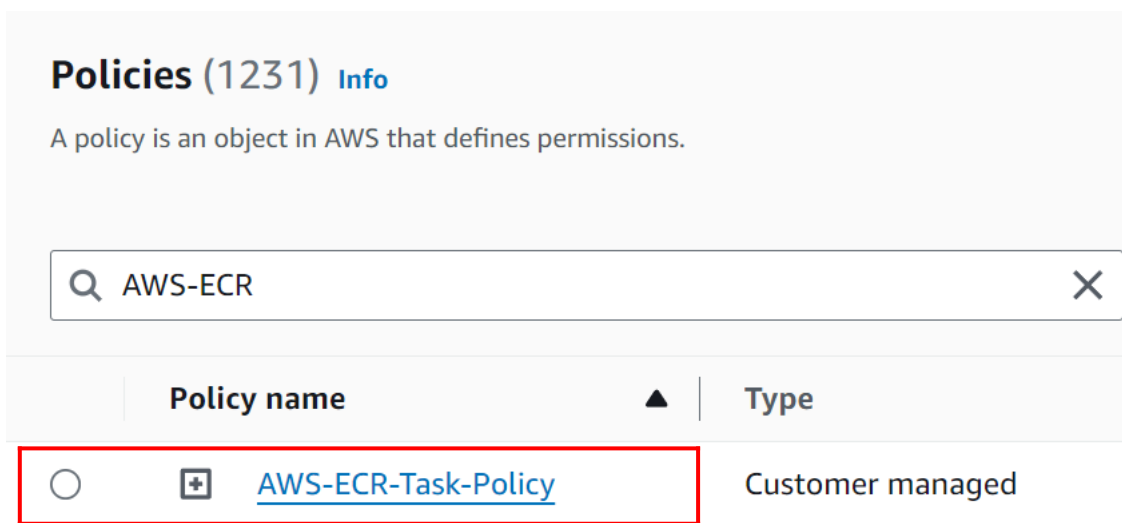 Policies (1231) Info
A policy is an object in AWS that defines permissions.
AWS-ECR
Policy name Type
AWS-ECR-Task-Policy Customer managed